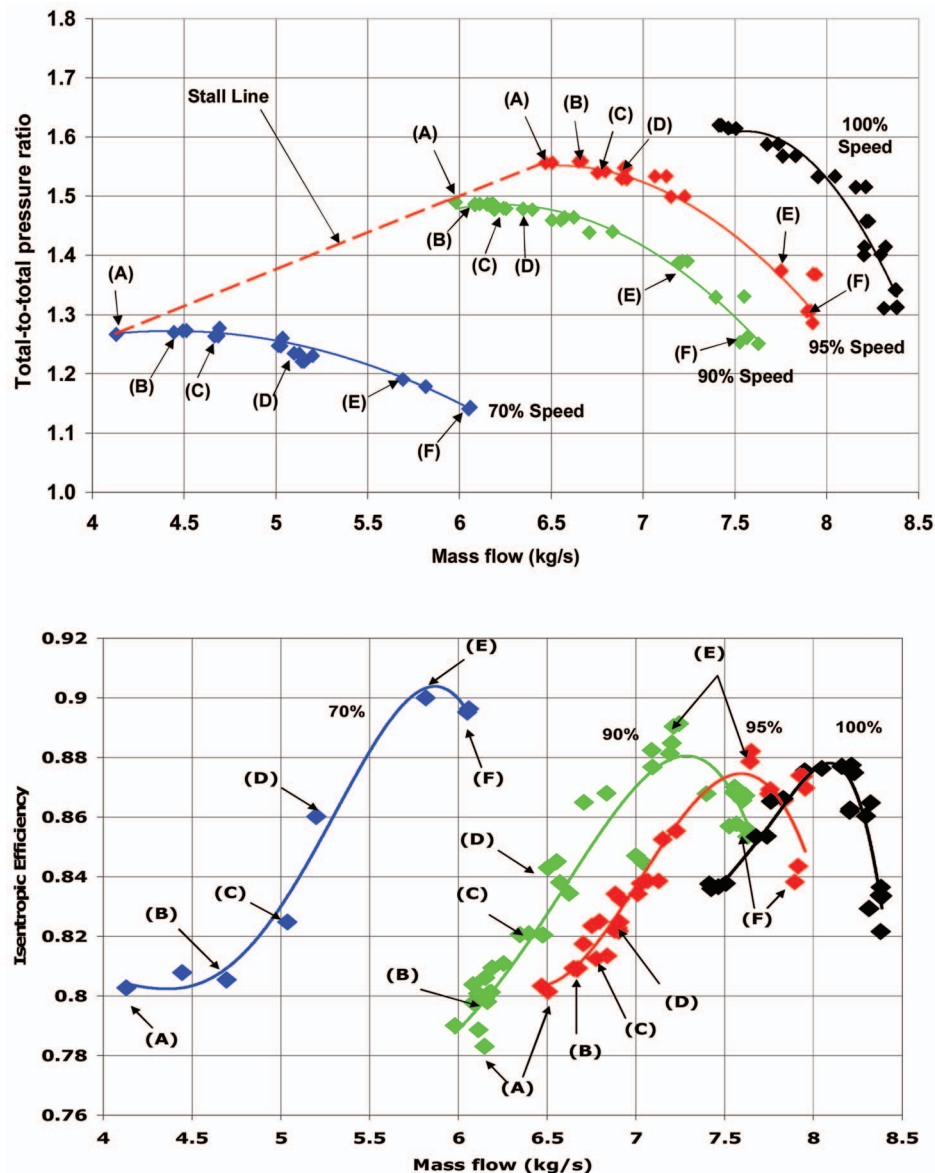 1.8
1.7
1.6
1.5
1.4
1.3
1.2
1.1
1.0
Total-to-total pressure ratio
Stall Line
(A)
(B)
(C)
(D)
(E)
(F)
70% Speed
(A)
(B)
(C)
(D)
(E)
(F)
90% Speed
(A)
(B)
(C)
(D)
(E)
(F)
95% Speed
100%
Speed
4 4.5 5 5.5 6 6.5 7 7.5 8 8.5
Mass flow (kg/s)
0.92
0.9
0.88
0.86
0.84
0.82
0.8
0.78
0.76
Isentropic Efficiency
70%
(A)
(B)
(C)
(D)
(E)
(F)
90%
(B)
(C)
(D)
(E)
95%
100%
(A)
(B)
(C)
(D)
(F)
4 4.5 5 5.5 6 6.5 7 7.5 8 8.5
Mass flow (kg/s)